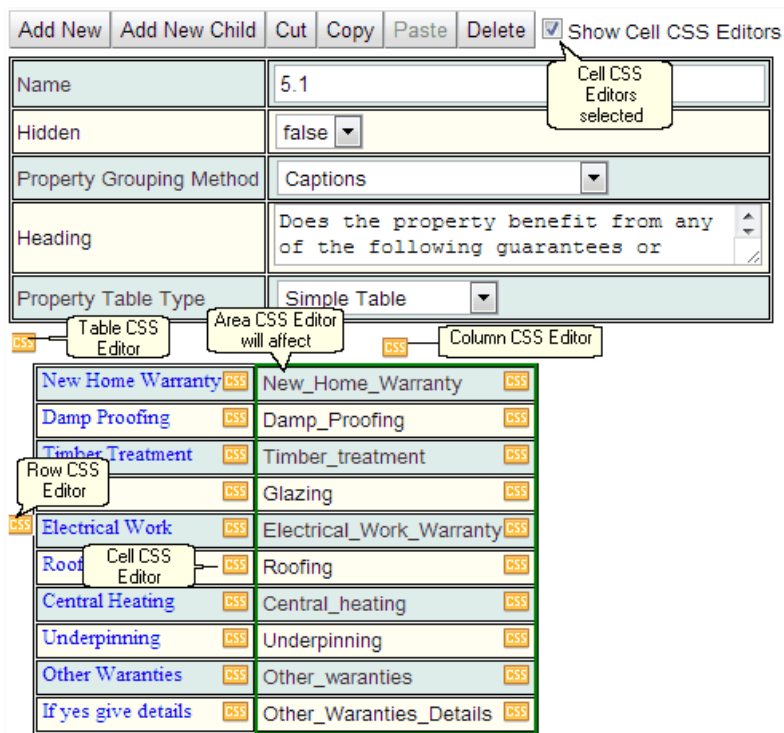 Add New Add New Child Cut Copy Paste Delete Show Cell CSS Editors
Cell CSS
Editors
selected
Name 5.1
Hidden false
Property Grouping Method Captions
Heading Does the property benefit from any
of the following guarantees or
Property Table Type Simple Table
Table CSS
Editor
Area CSS Editor
will affect
Column CSS Editor
CSS
CSS
New Home Warranty CSS New_Home_Warranty CSS
Damp Proofing CSS Damp_Proofing CSS
Timber Treatment CSS Timber_treatment CSS
Row CSS
Editor
CSS Glazing CSS
CSS Electrical Work CSS Electrical_Work_Warranty CSS
Cell CSS
Editor
CSS Roofing CSS
Central Heating CSS Central_heating CSS
Underpinning CSS Underpinning CSS
Other Waranties CSS Other_waranties CSS
If yes give details CSS Other_Waranties_Details CSS